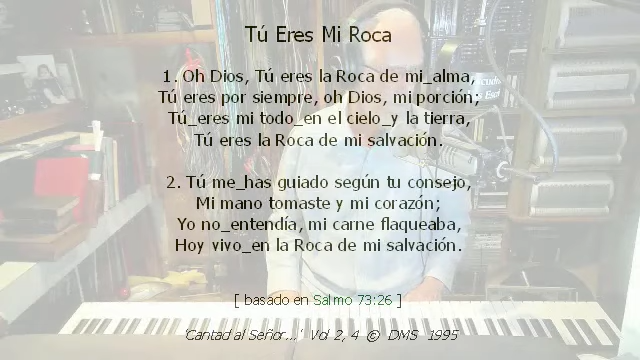 Tú Eres Mi Roca
1. Oh Dios, Tú eres la Roca de mi_alma,
Tú eres por siempre, oh Dios, mi porción;
Tú_eres mi todo_en el cielo_y la tierra,
Tú eres la Roca de mi salvación.
2. Tú me_has guiado según tu consejo,
Mi mano tomaste y mi corazón;
Yo no_entendía, mi carne flaqueaba,
Hoy vivo_en la Roca de mi salvación.
[ basado en Salmo 73:26 ]
'Cantad al Señor...' Vol 2, 4 © DMS 1995